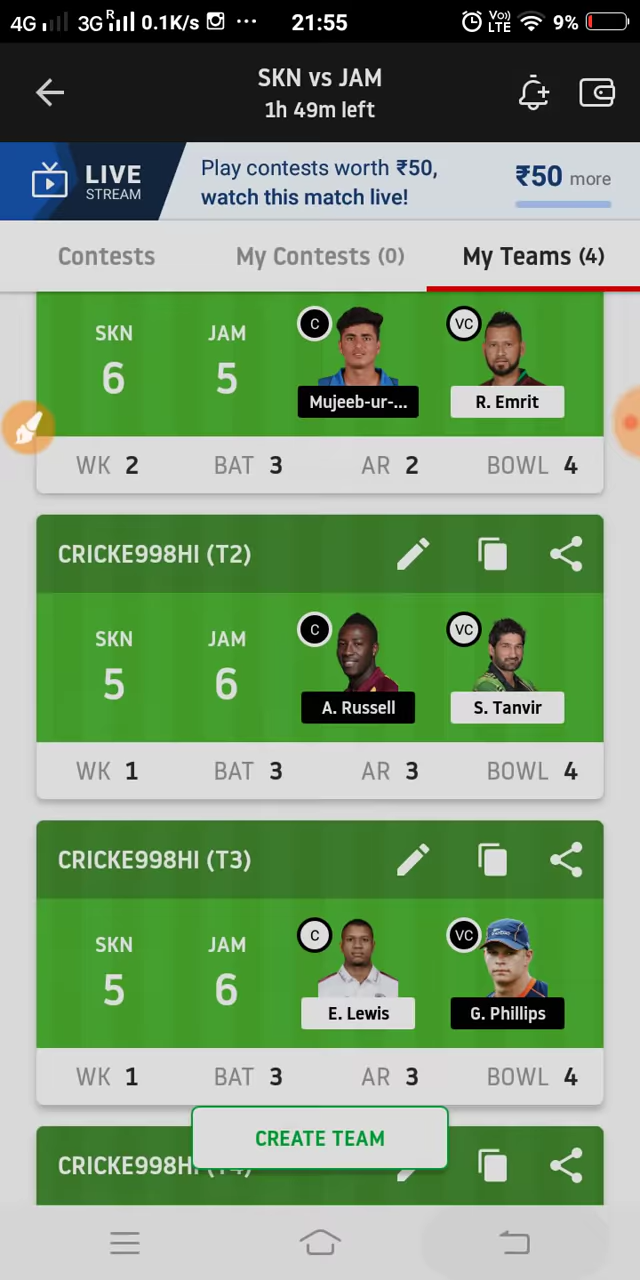 4G 3G R 0.1K/s ... 21:55 Vo) LTE 9%
SKN vs JAM
1h 49m left
LIVE
STREAM
Play contests worth ₹50,
watch this match live!
₹50 more
Contests My Contests (0) My Teams (4)
SKN JAM C VC
6 5
Mujeeb-ur-... R. Emrit
WK 2 BAT 3 AR 2 BOWL 4
CRICKE998HI (T2)
SKN JAM C VC
5 6
A. Russell S. Tanvir
WK 1 BAT 3 AR 3 BOWL 4
CRICKE998HI (T3)
SKN JAM C VC
5 6
E. Lewis G. Phillips
WK 1 BAT 3 AR 3 BOWL 4
CREATE TEAM
CRICKE998HI (T4)